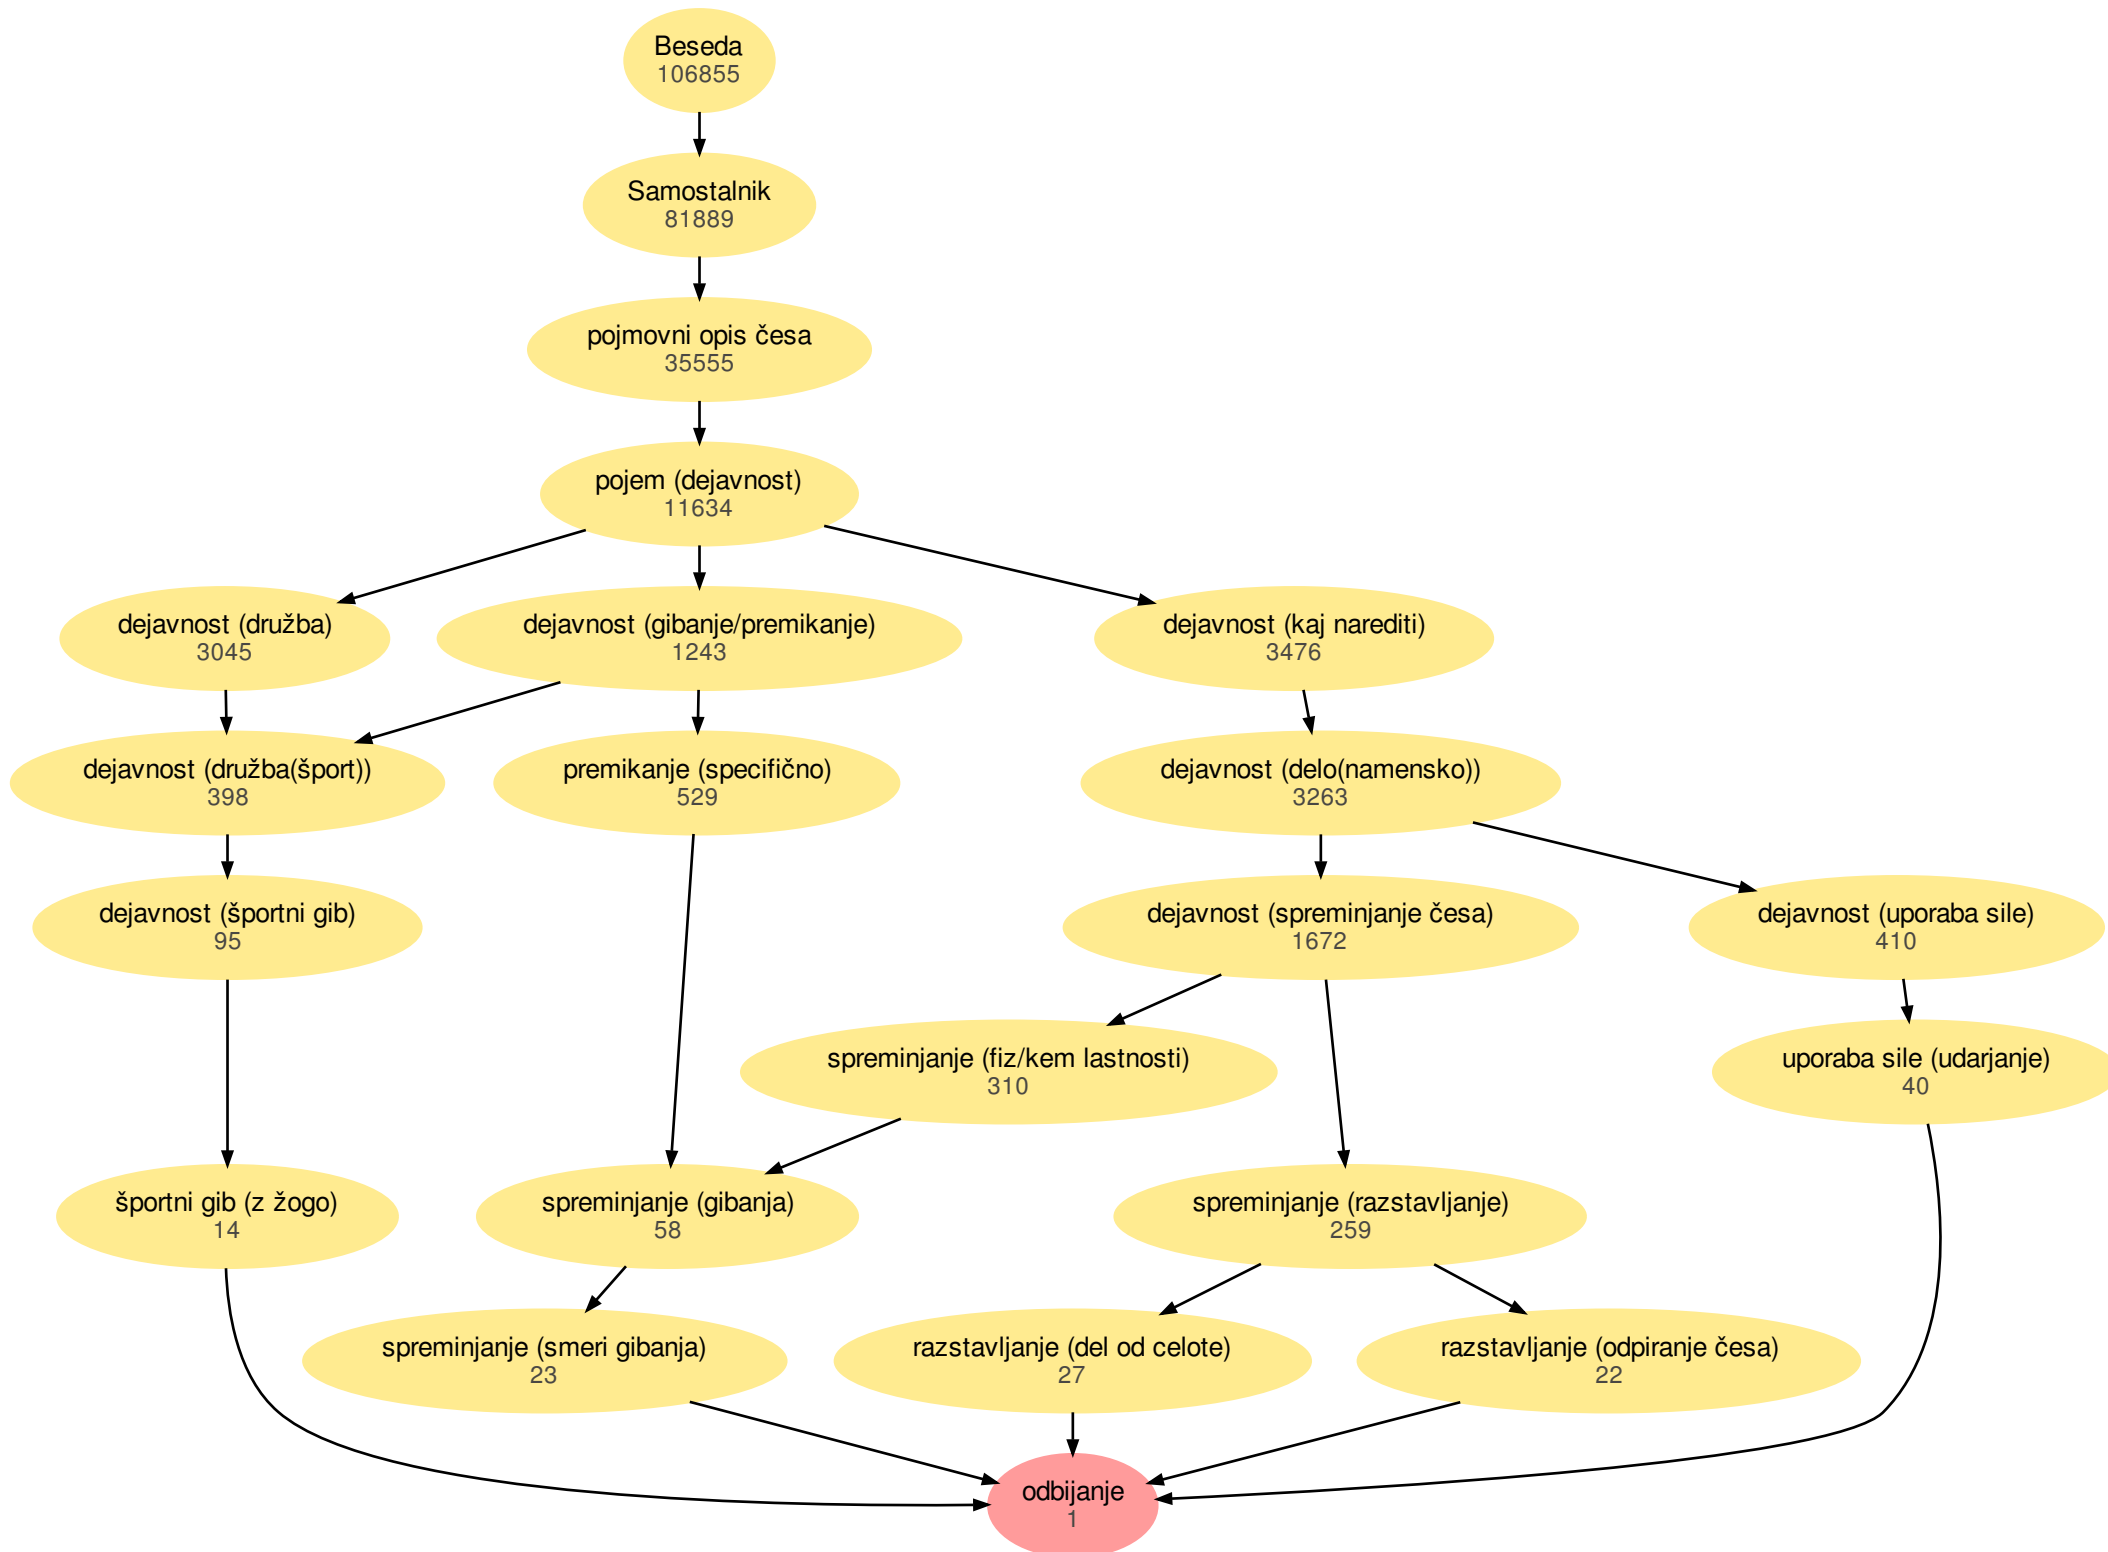 Beseda
106855
Samostalnik
81889
pojmovni opis česa
35555
pojem (dejavnost)
11634
dejavnost (družba)
3045
dejavnost (gibanje/premikanje)
1243
dejavnost (kaj narediti)
3476
dejavnost (družba(šport))
398
premikanje (specifično)
529
dejavnost (delo(namensko))
3263
dejavnost (športni gib)
95
dejavnost (spreminjanje česa)
1672
dejavnost (uporaba sile)
410
spreminjanje (fiz/kem lastnosti)
310
uporaba sile (udarjanje)
40
športni gib (z žogo)
14
spreminjanje (gibanja)
58
spreminjanje (razstavljanje)
259
spreminjanje (smeri gibanja)
23
razstavljanje (del od celote)
27
razstavljanje (odpiranje česa)
22
odbijanje
1